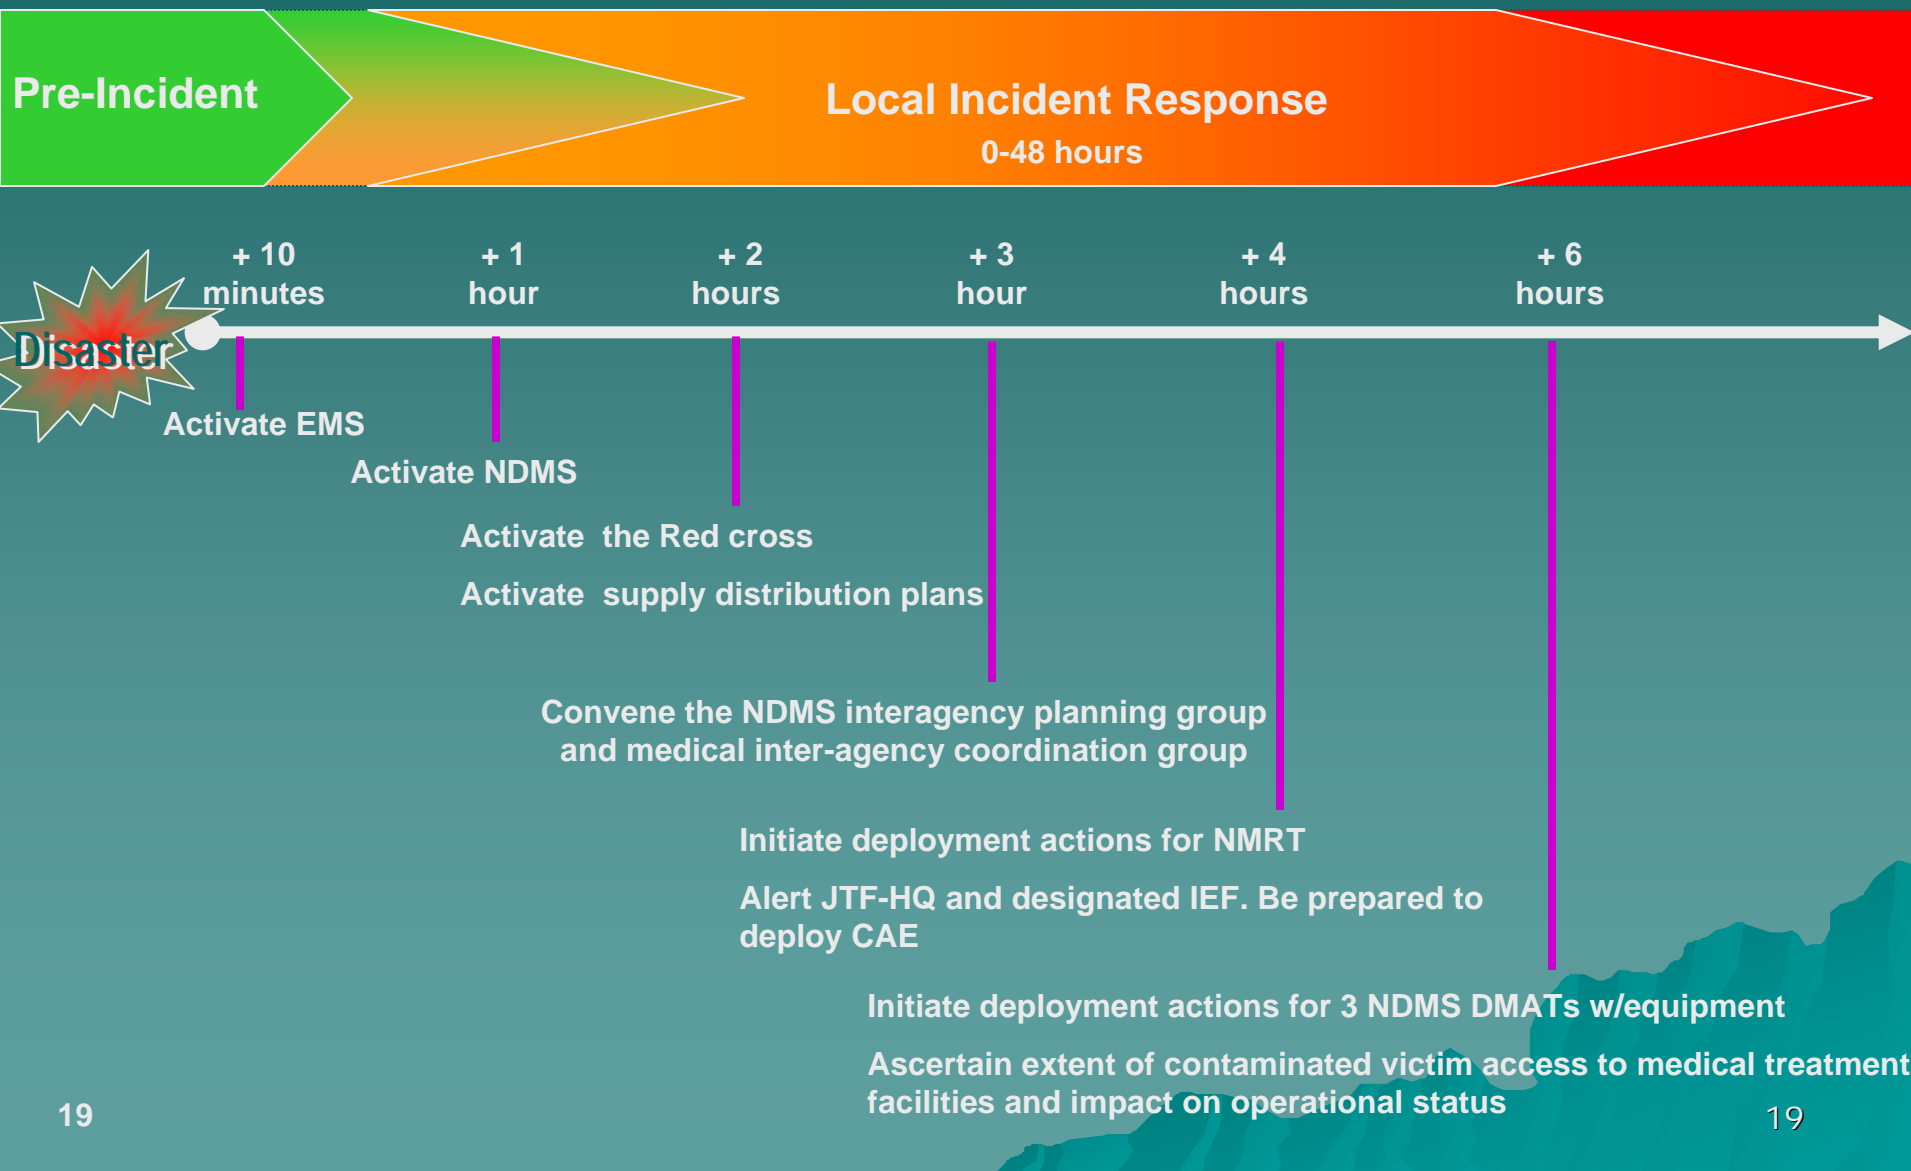 Pre-Incident
Local Incident Response
0-48 hours
+ 10
minutes
+ 1
hour
+ 2
hours
+ 3
hour
+ 4
hours
+ 6
hours
Disaster
Activate EMS
Activate NDMS
Activate  the Red cross
Activate  supply distribution plans
Convene the NDMS interagency planning group
and medical inter-agency coordination group
Initiate deployment actions for NMRT
Alert JTF-HQ and designated IEF. Be prepared to
deploy CAE
Initiate deployment actions for 3 NDMS DMATs w/equipment
Ascertain extent of contaminated victim access to medical treatment
facilities and impact on operational status
19
19